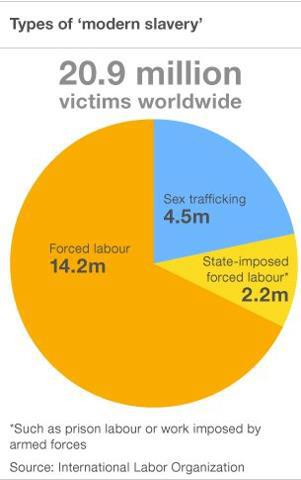 Types of ‘modern slavery’
20.9 million
victims worldwide
Sex trafficking
4.5m
Forced labour
14.2m
State-imposed
forced labour*
2.2m
*Such as prison labour or work imposed by
armed forces
Source: International Labor Organization